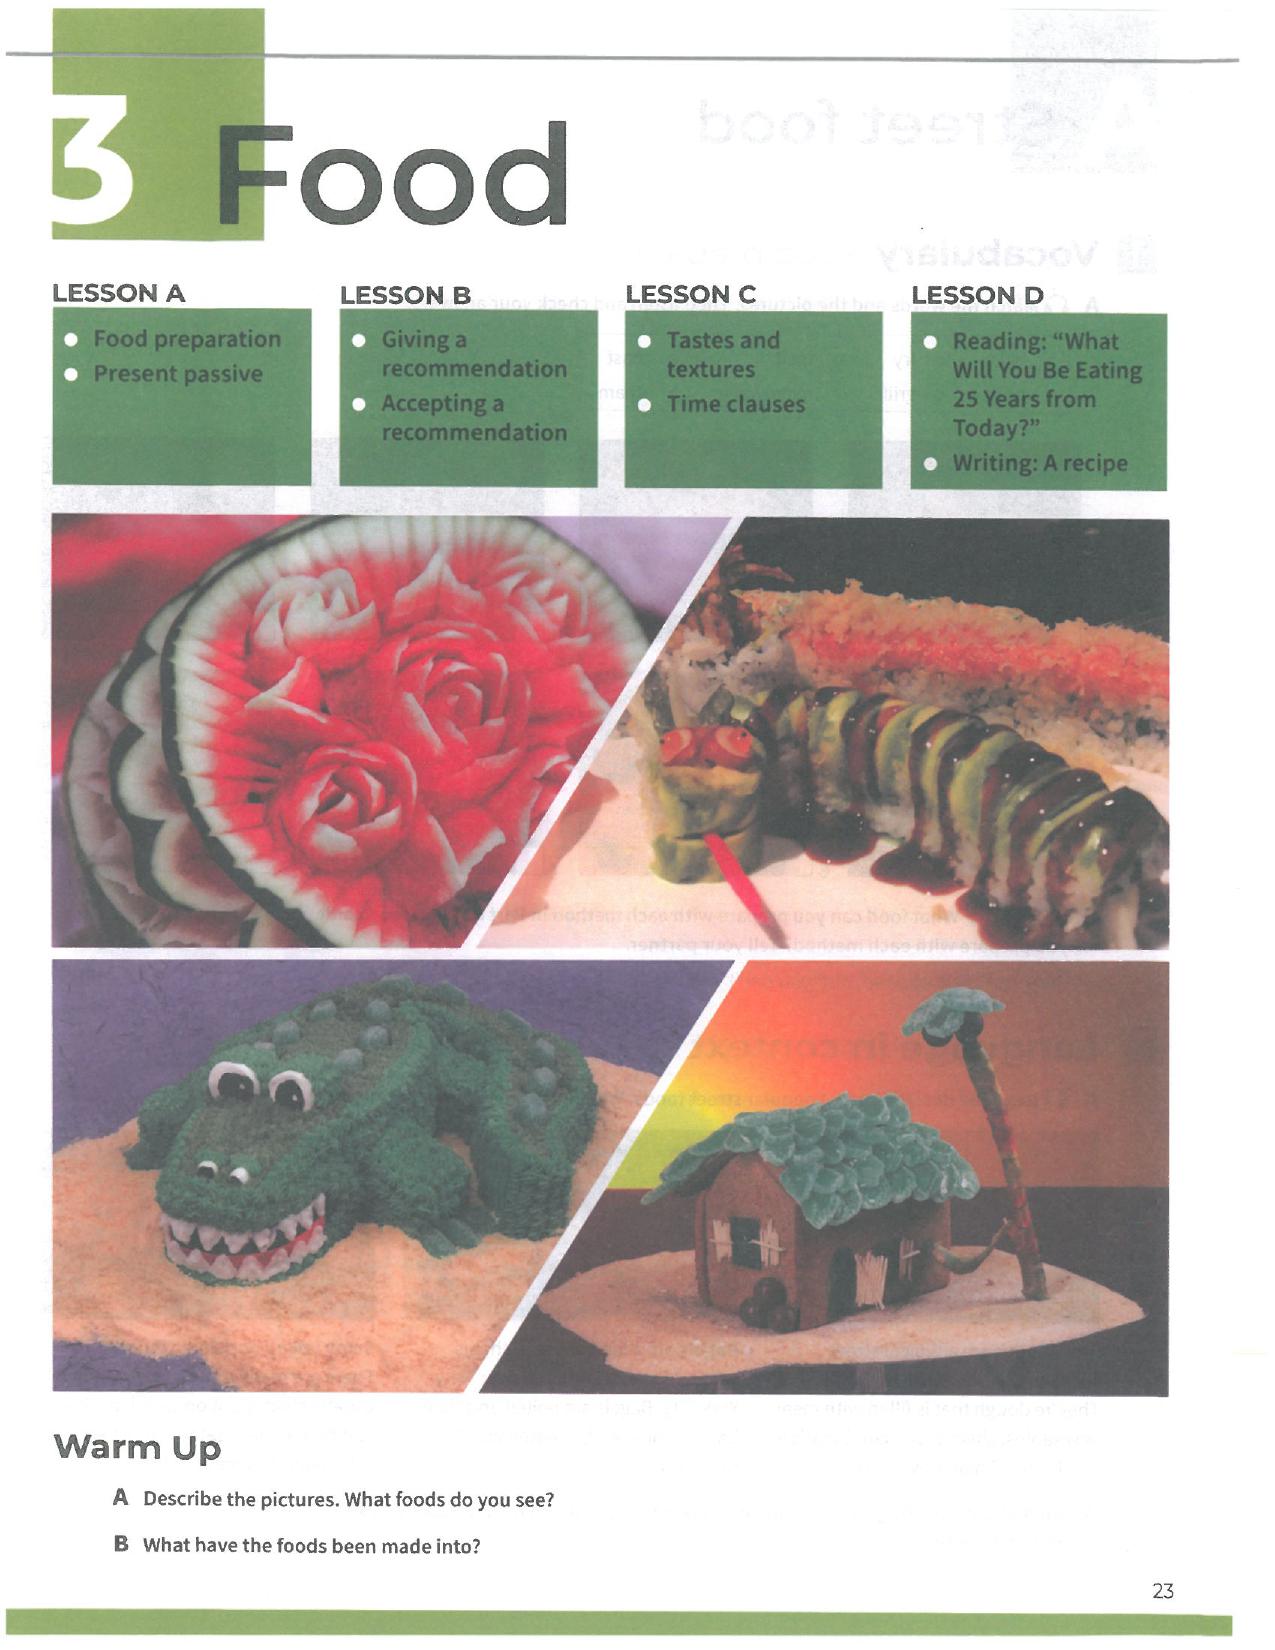 3 Food
LESSON A
Food preparation
Present passive
LESSON B
Giving a
recommendation
Accepting a
recommendation
LESSON C
Tastes and
textures
Time clauses
LESSON D
Reading: “What
Will You Be Eating
25 Years from
Today?”
Writing: A recipe
Warm Up
A Describe the pictures. What foods do you see?
B What have the foods been made into?
23